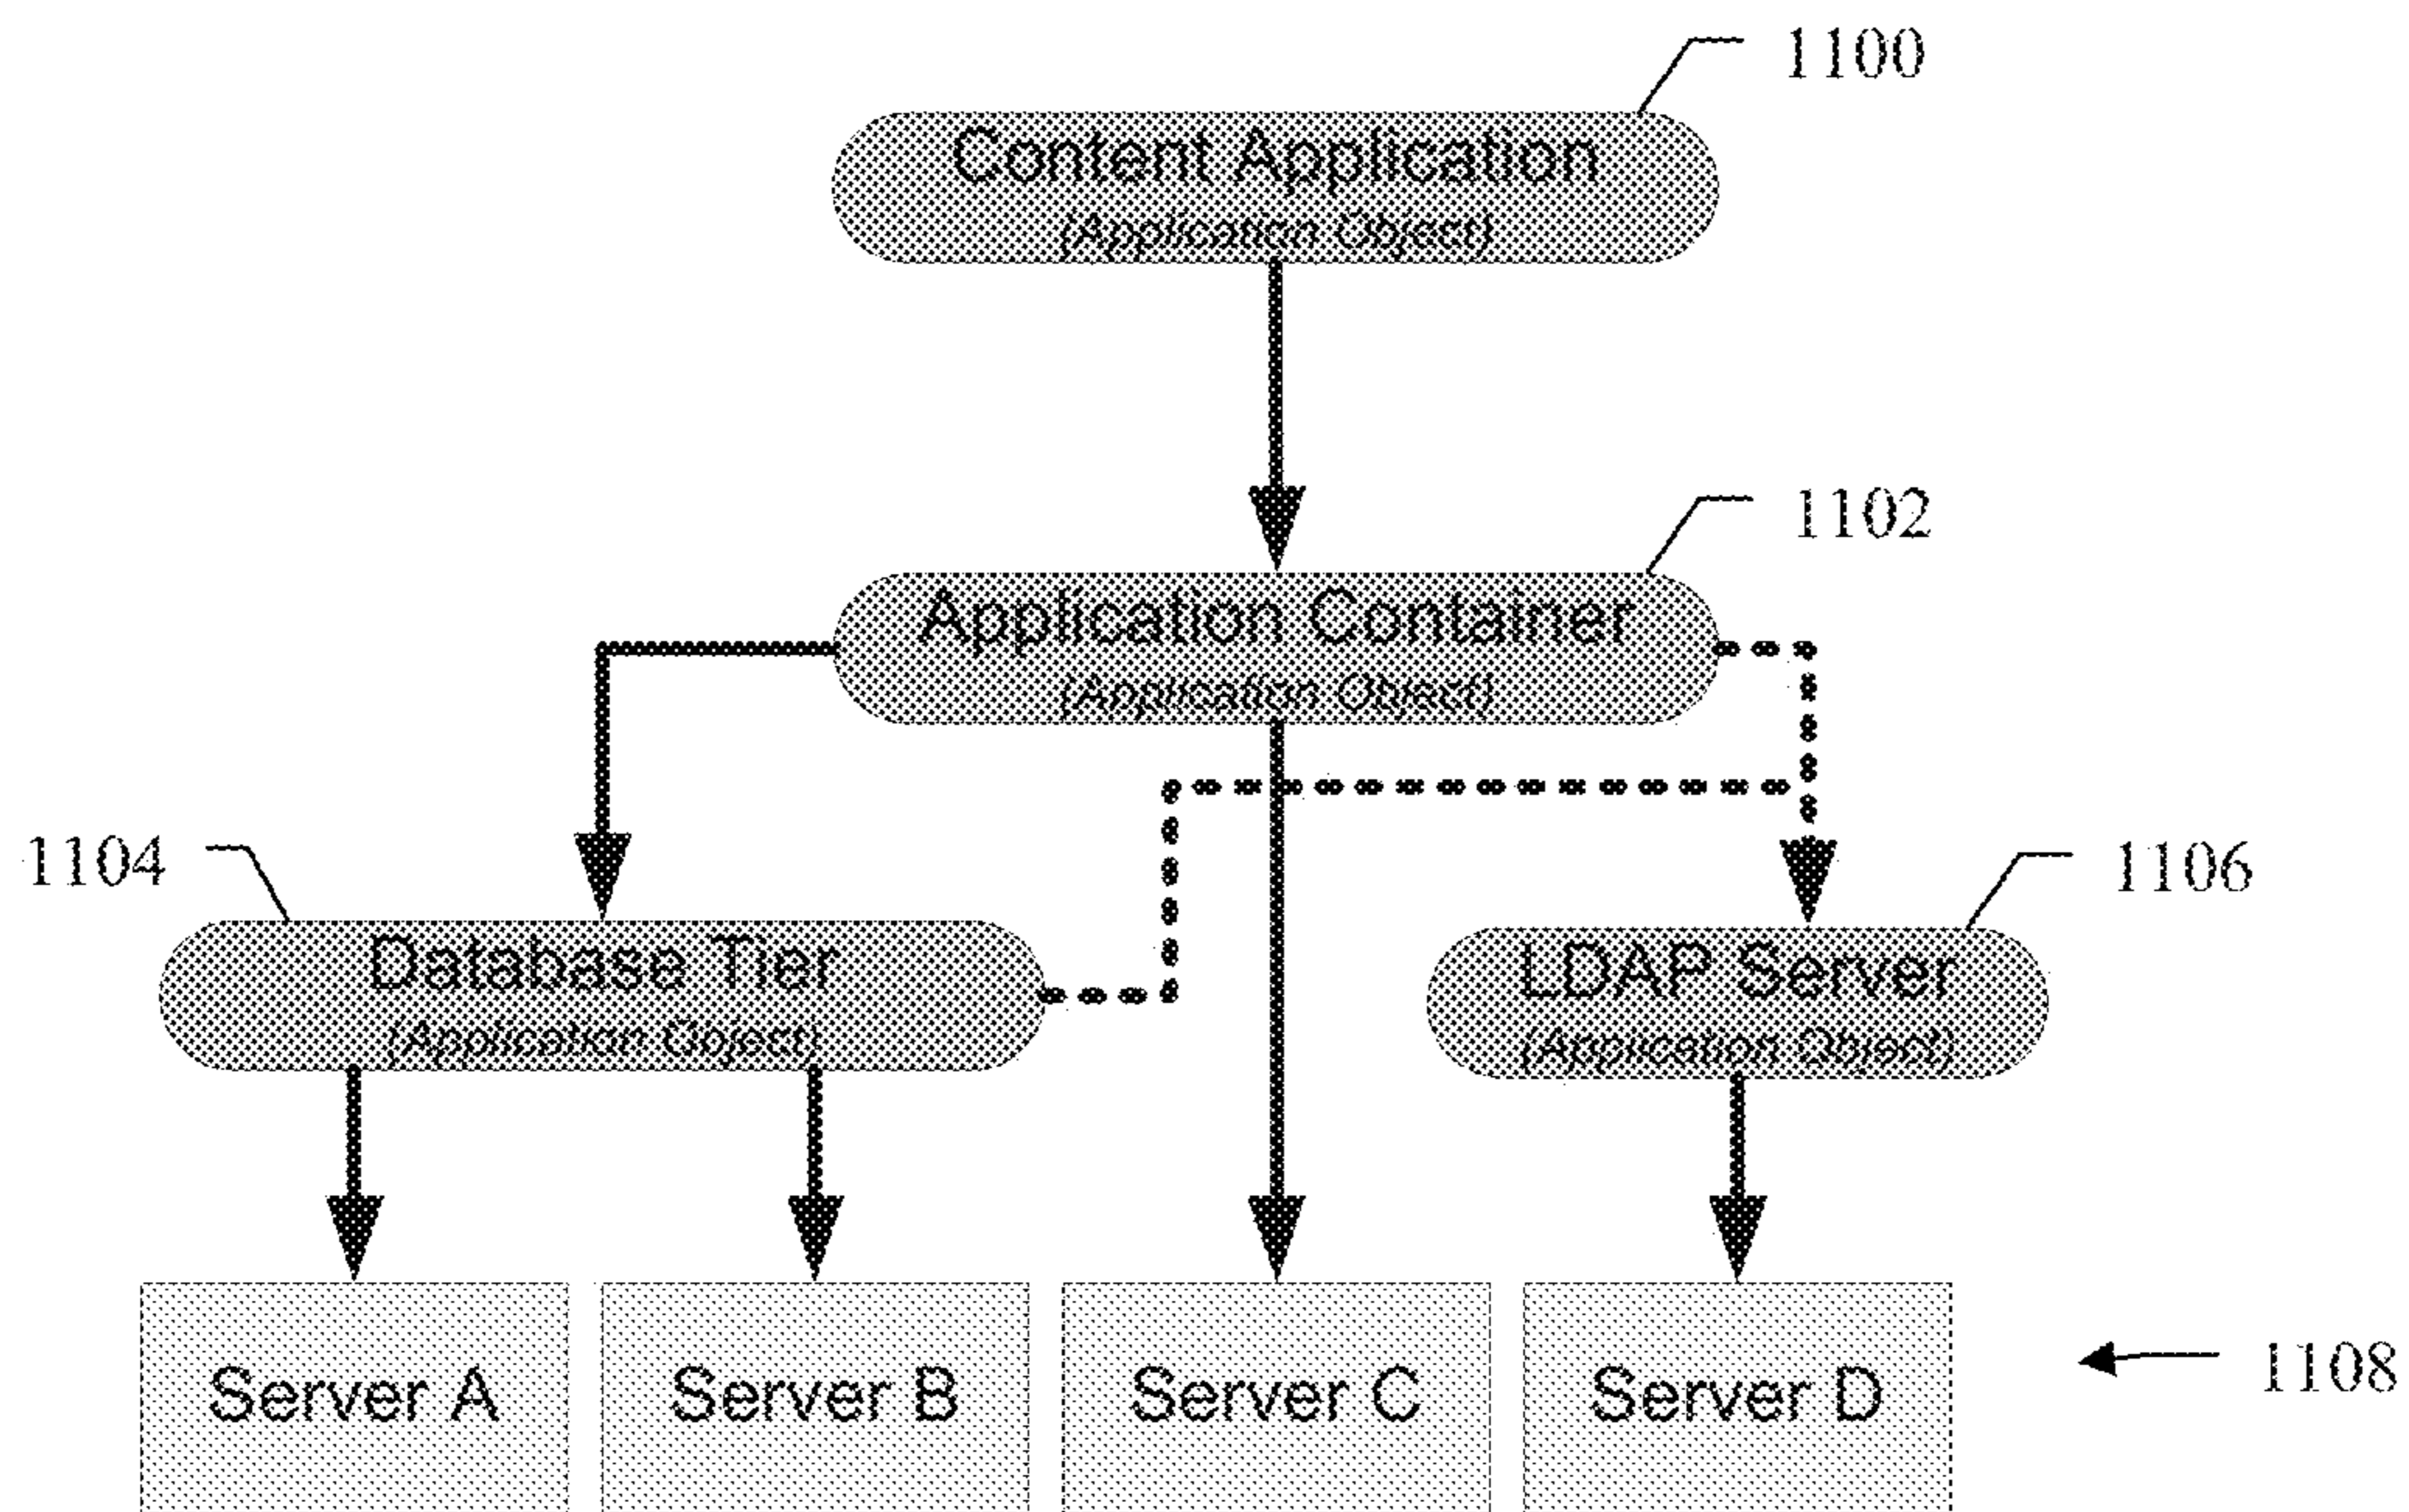 1100
Content Application
(Application Object)
1102
Application Container
(Application Object)
1104
Database Tier
(Application Object)
1106
LDAP Server
(Application Object)
Server A
Server B
Server C
Server D
1108